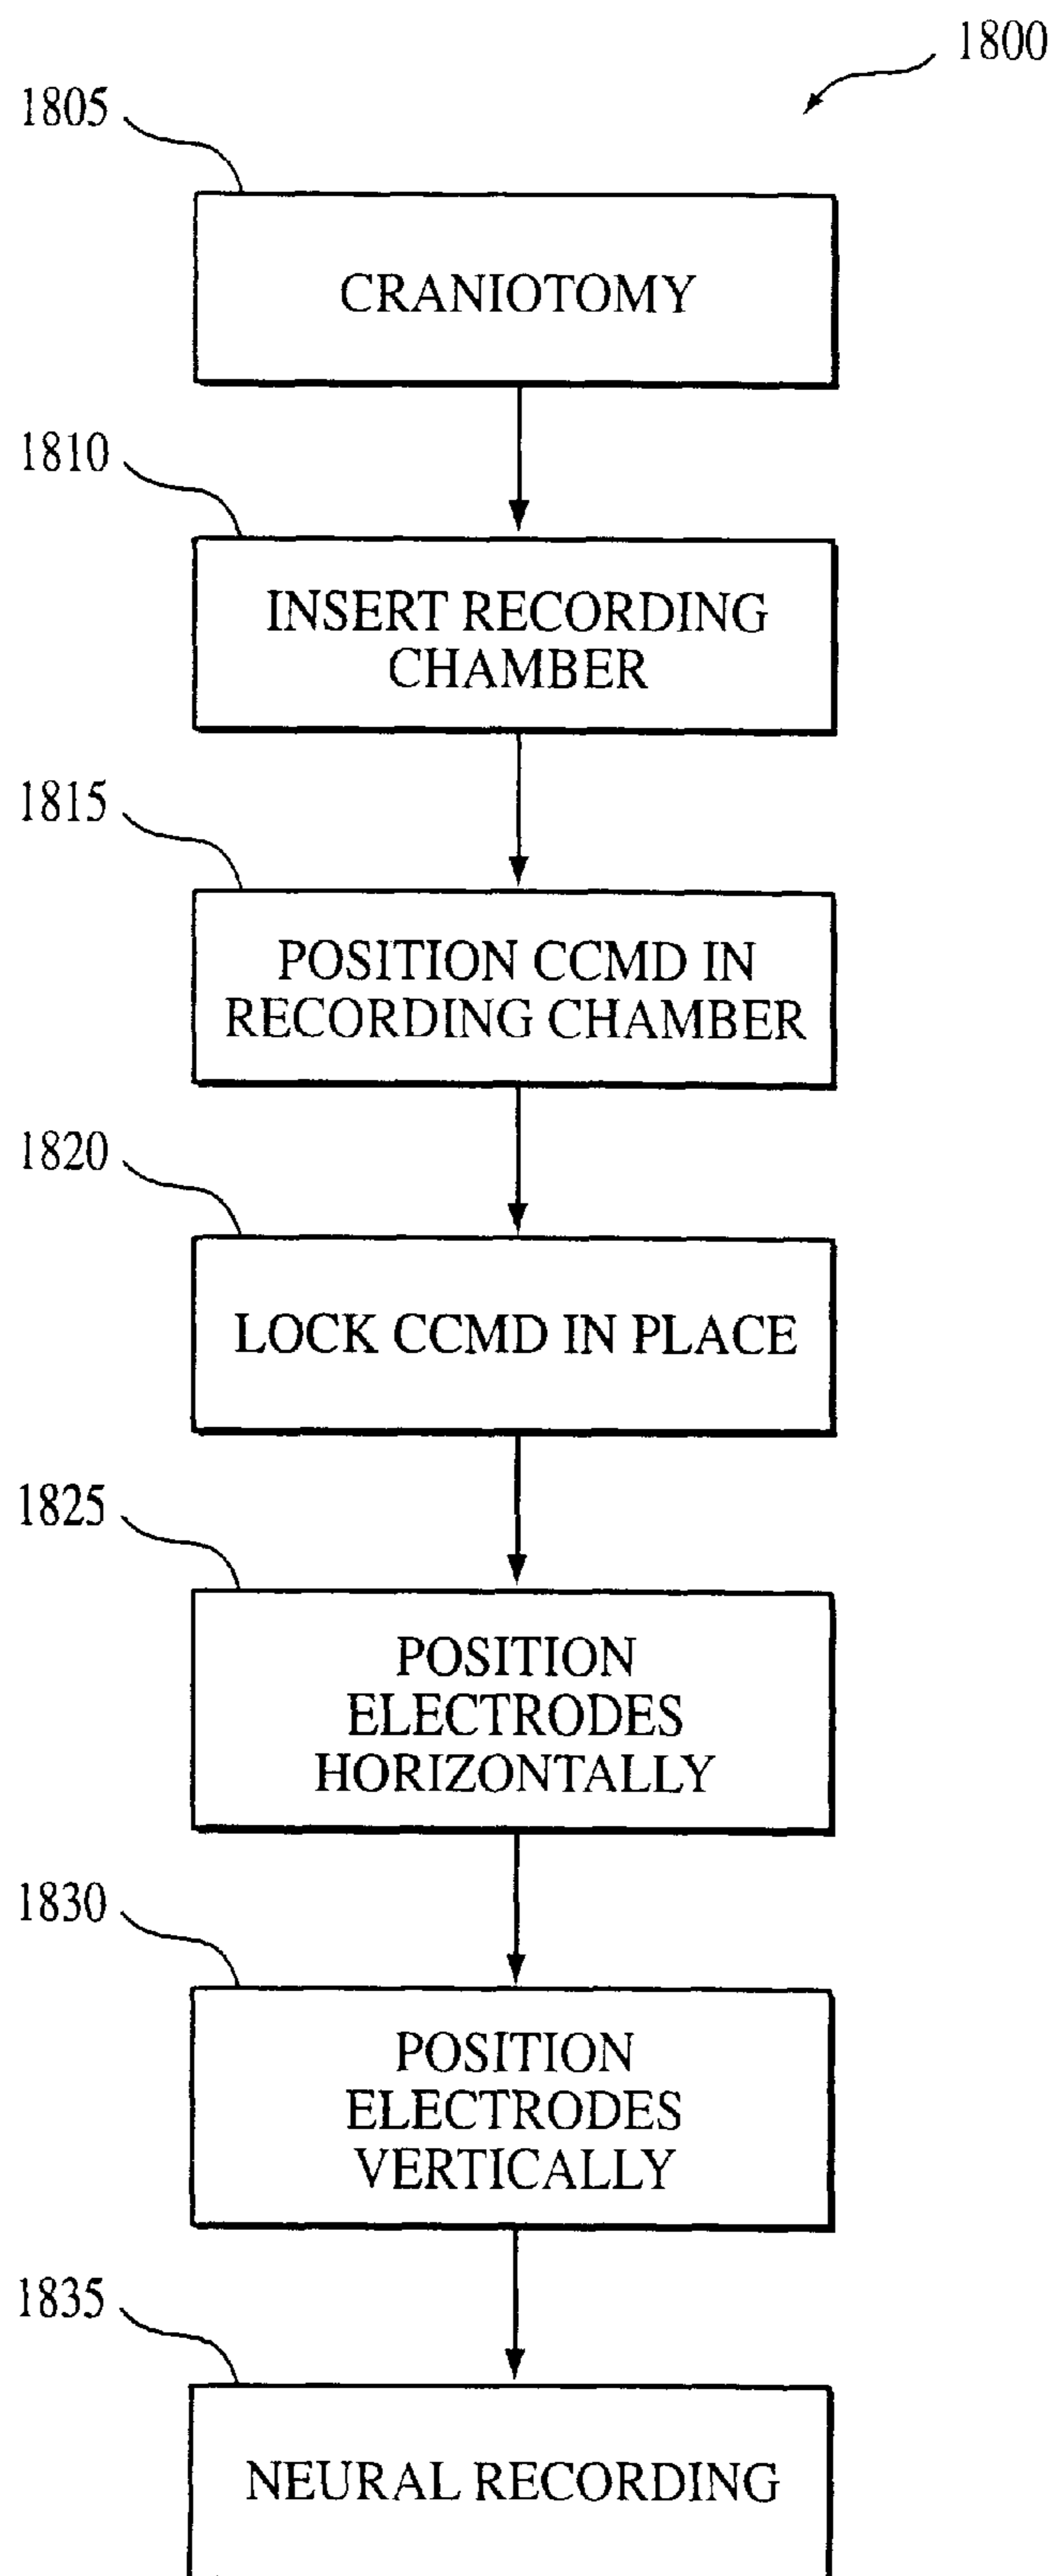 1800
1805
CRANIOTOMY
1810
INSERT RECORDING
CHAMBER
1815
POSITION CCMD IN
RECORDING CHAMBER
1820
LOCK CCMD IN PLACE
1825
POSITION
ELECTRODES
HORIZONTALLY
1830
POSITION
ELECTRODES
VERTICALLY
1835
NEURAL RECORDING